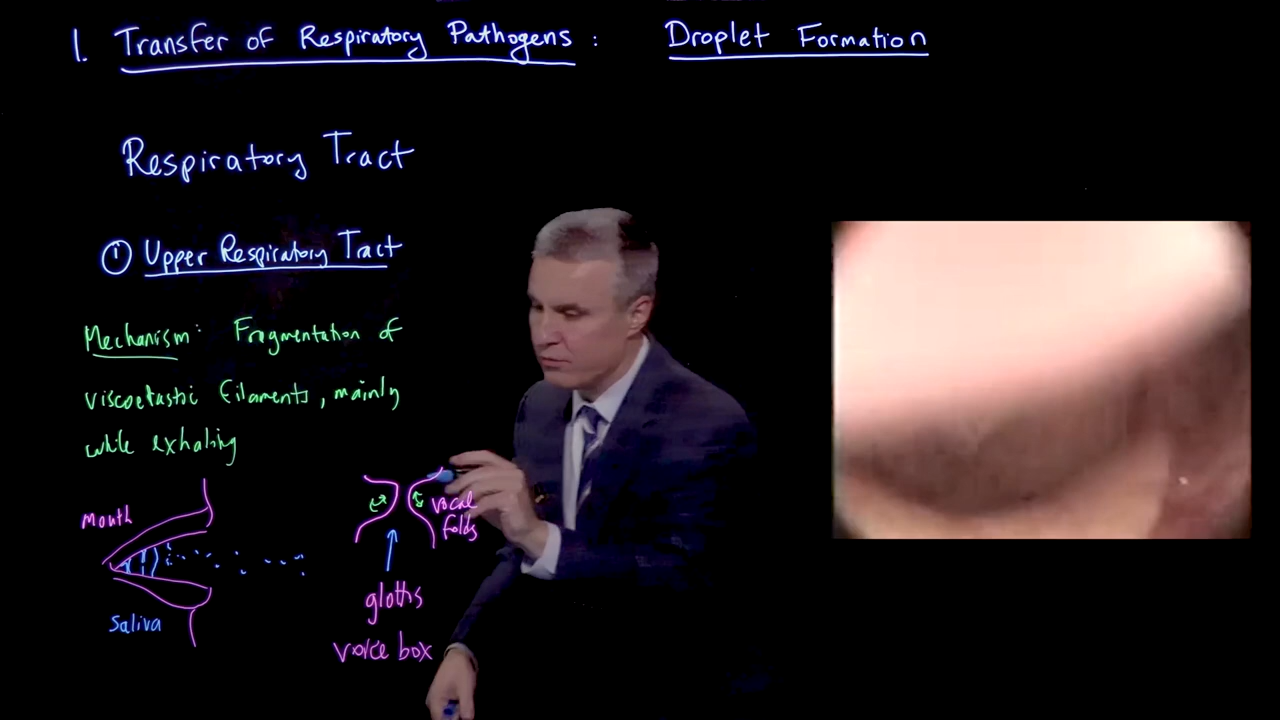 1. Transfer of Respiratory Pathogens : Droplet Formation
Respiratory Tract
① Upper Respiratory Tract
Mechanism: Fragmentation of
viscoelastic filaments, mainly
while exhaling
Mouth
vocal
folds
saliva
glottis
voice box